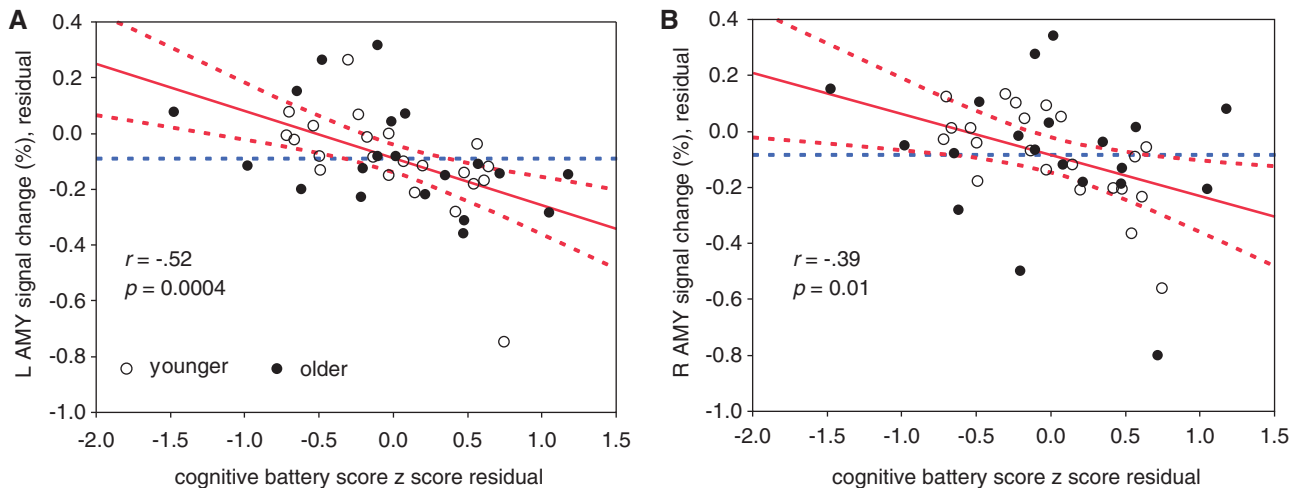 A
0.4
0.2
0.0
-0.2
-0.4
-0.6
-0.8
-1.0
L AMY signal change (%), residual
r = -.52
p = 0.0004
younger
older
-2.0 -1.5 -1.0 -0.5 0.0 0.5 1.0 1.5
cognitive battery score z score residual
B
0.4
0.2
0.0
-0.2
-0.4
-0.6
-0.8
-1.0
R AMY signal change (%), residual
r = -.39
p = 0.01
-2.0 -1.5 -1.0 -0.5 0.0 0.5 1.0 1.5
cognitive battery score z score residual